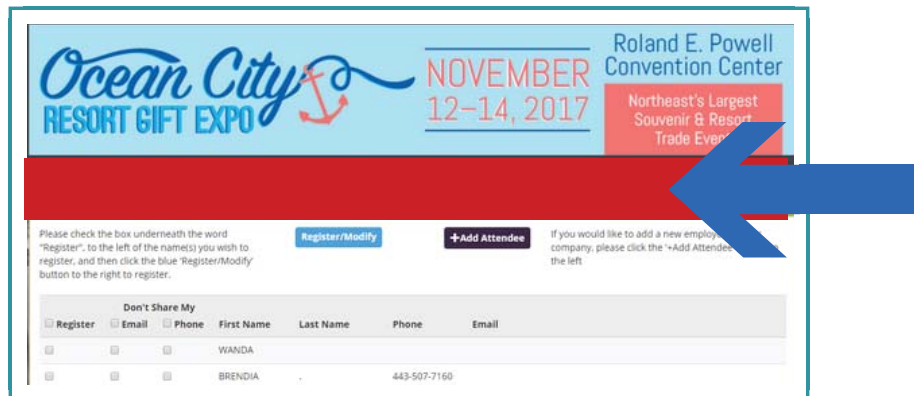 Ocean City
RESORT GIFT EXPO
NOVEMBER
12–14, 2017
Roland E. Powell
Convention Center
Northeast's Largest
Souvenir & Resort
Trade
Please check the box underneath the word
"Register", to the left of the name(s) you wish to
register, and then click the blue 'Register/Modify'
button to the right to register.
Register/Modify
+Add Attendee
If you would like to add a new
company, please click the '+Add Attendee
the left
Don't Share My
Register Email Phone First Name Last Name Phone Email
WANDA
BRENDIA . 443-507-7160